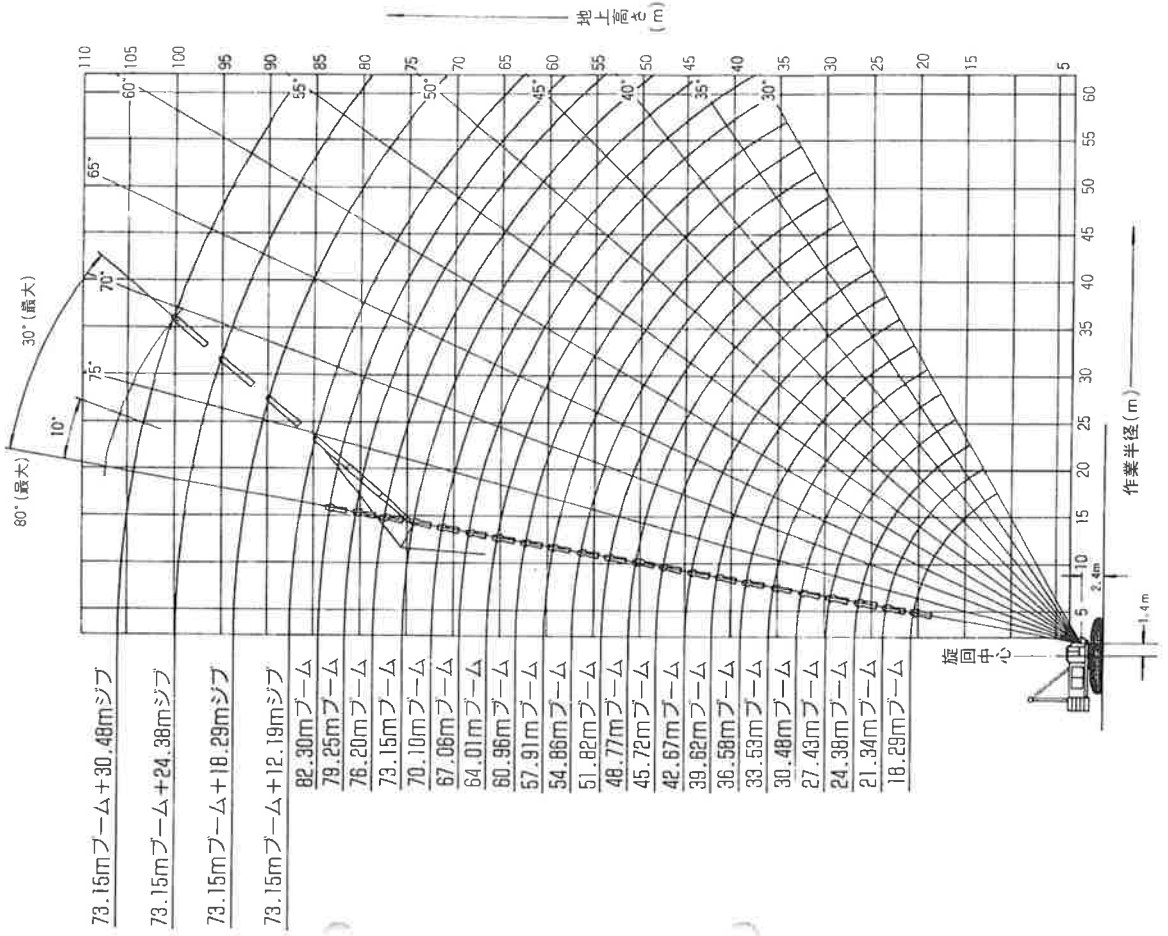 地上高さ
(m)
30°(最大)
80°(最大)
10°
75°
70°
65°
60°
55°
50°
45°
40°
35°
30°
110
105
100
95
90
85
80
75
70
65
60
55
50
45
40
35
30
25
20
15
5
73.15mブーム+30.48mジブ
73.15mブーム+24.38mジブ
73.15mブーム+18.29mジブ
73.15mブーム+12.19mジブ
82.30mブーム
79.25mブーム
76.20mブーム
73.15mブーム
70.10mブーム
67.06mブーム
64.01mブーム
60.96mブーム
57.91mブーム
54.86mブーム
51.82mブーム
48.77mブーム
45.72mブーム
42.67mブーム
39.62mブーム
36.58mブーム
33.53mブーム
30.48mブーム
27.43mブーム
24.38mブーム
21.34mブーム
18.29mブーム
旋回中心
5
10
15
20
25
30
35
40
45
50
55
60
2.4m
1.4m
作業半径(m)